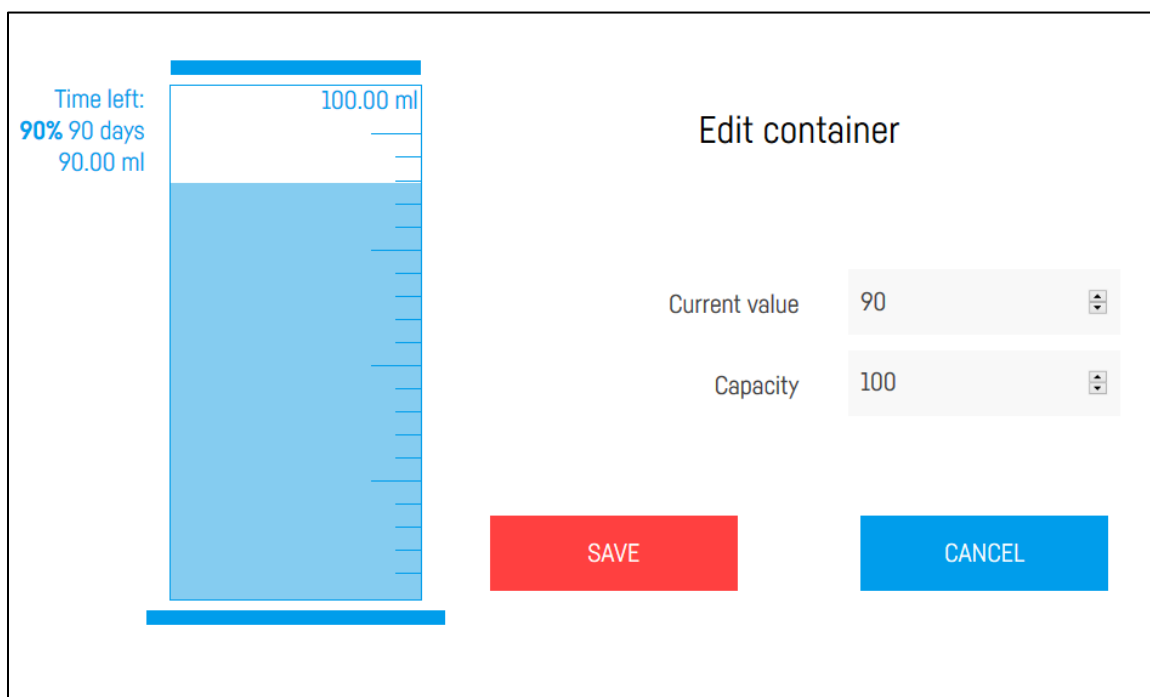 Time left:
90% 90 days
90.00 ml
100.00 ml
Edit container
Current value
90
Capacity
100
SAVE
CANCEL